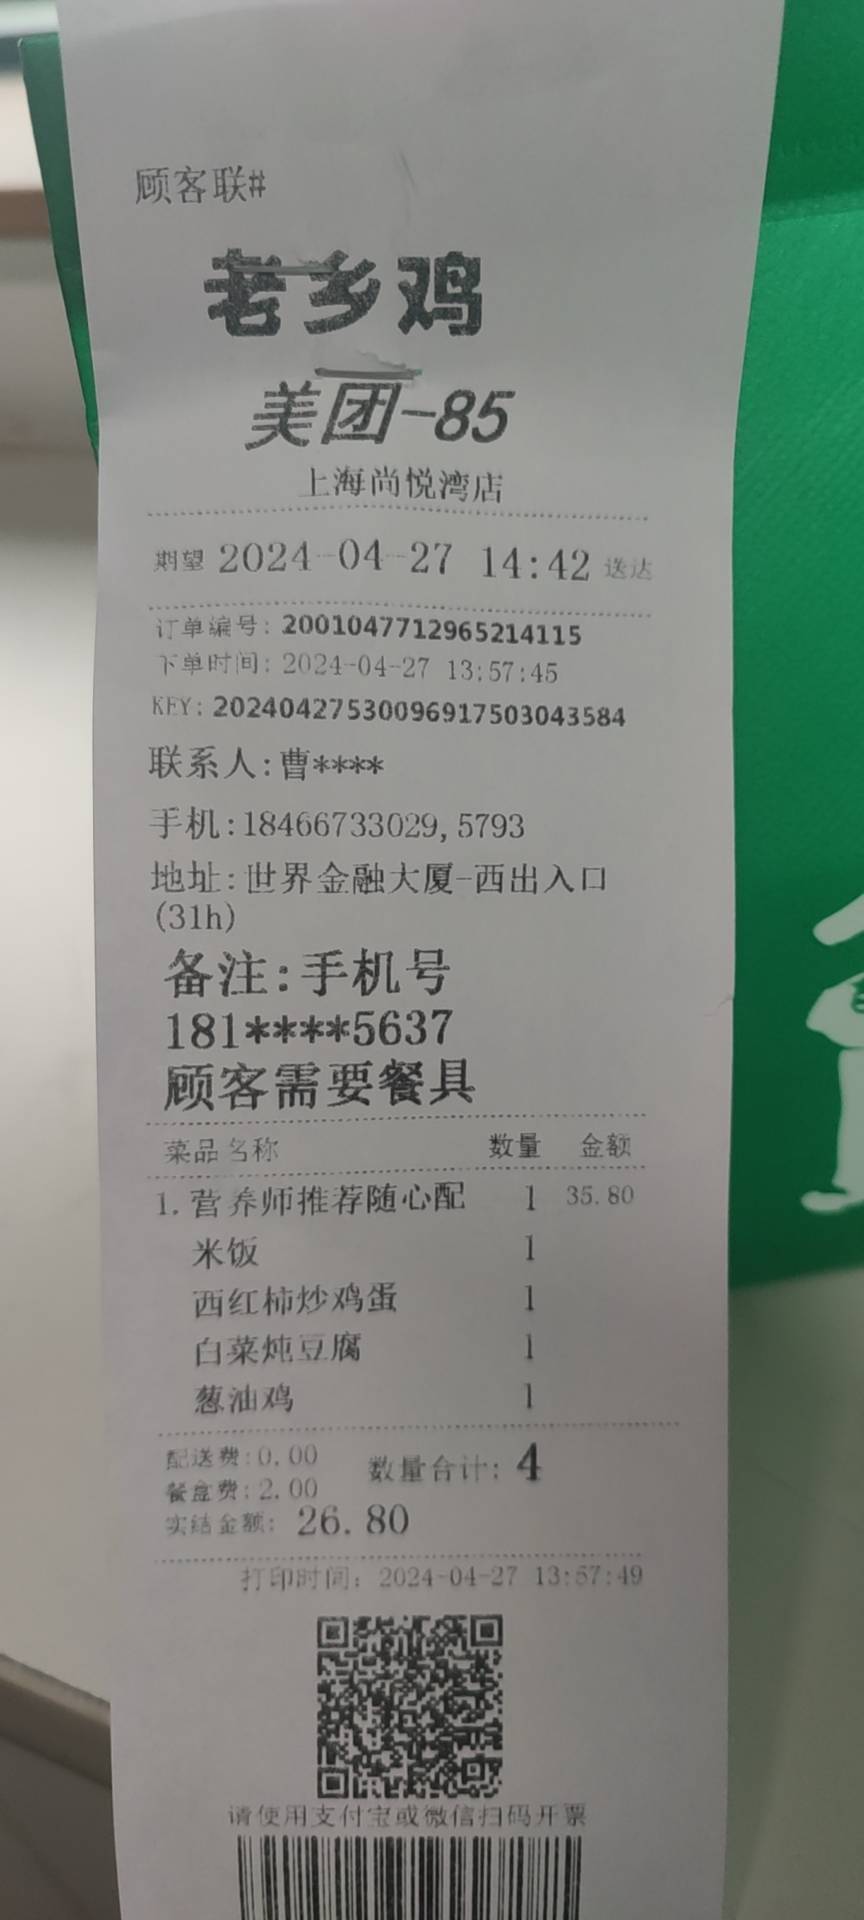 顾客联#
老乡鸡
美团-85
上海尚悦湾店
期望 2024-04-27 14:42 送达
订单编号: 2001047712965214115
下单时间: 2024-04-27 13:57:45
KEY: 20240427530096917503043584
联系人:曹****
手机:18466733029,5793
地址:世界金融大厦-西出入口
(31h)
备注:手机号
181****5637
顾客需要餐具
菜品名称 数量 金额
1.营养师推荐随心配 1 35.80
米饭 1
西红柿炒鸡蛋 1
白菜炖豆腐 1
葱油鸡 1
配送费:0.00 数量合计: 4
餐盒费:2.00
实结金额: 26.80
打印时间: 2024-04-27 13:57:49
请使用支付宝或微信扫码开票